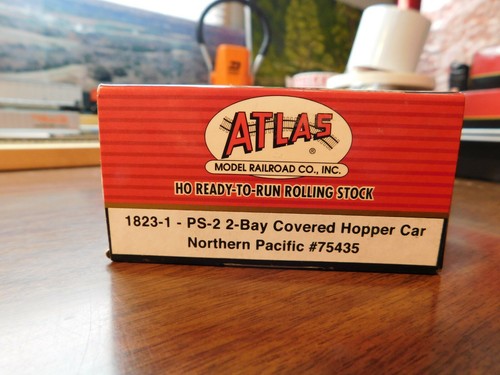 ATLAS
®
MODEL RAILROAD CO., INC.
HO READY-TO-RUN ROLLING STOCK
1823-1 - PS-2 2-Bay Covered Hopper Car
Northern Pacific #75435